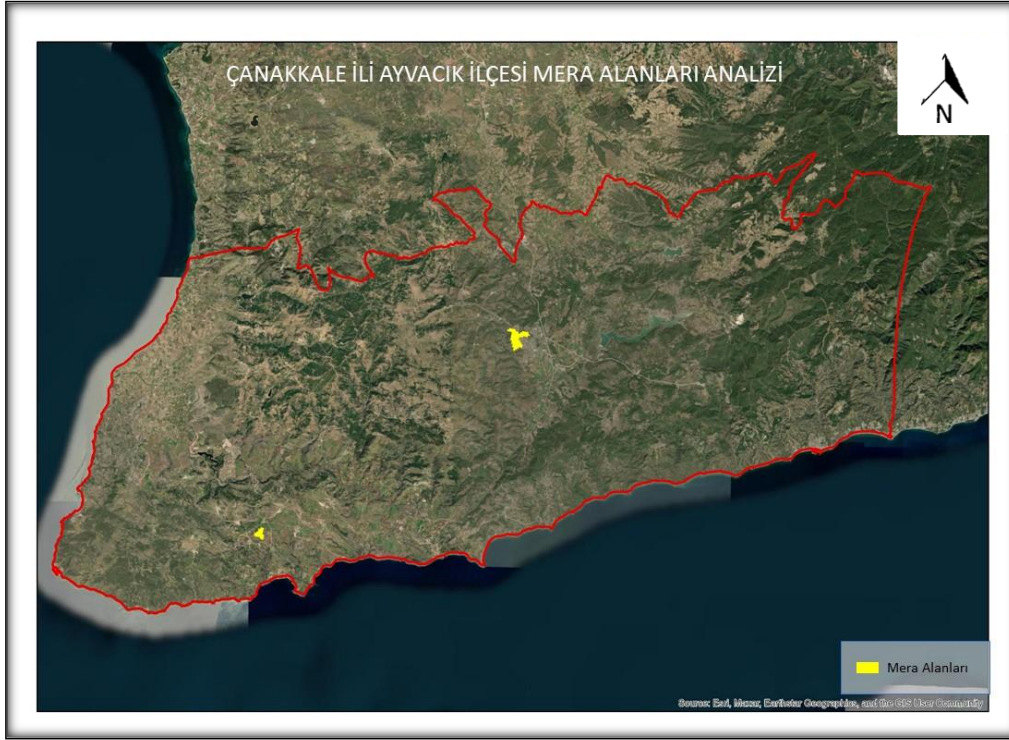 ÇANAKKALE İLİ AYVACIK İLÇESİ MERA ALANLARI ANALİZİ
N
Mera Alanları
Source: Esri, Maxar, Earthstar Geographics, and the GIS User Community